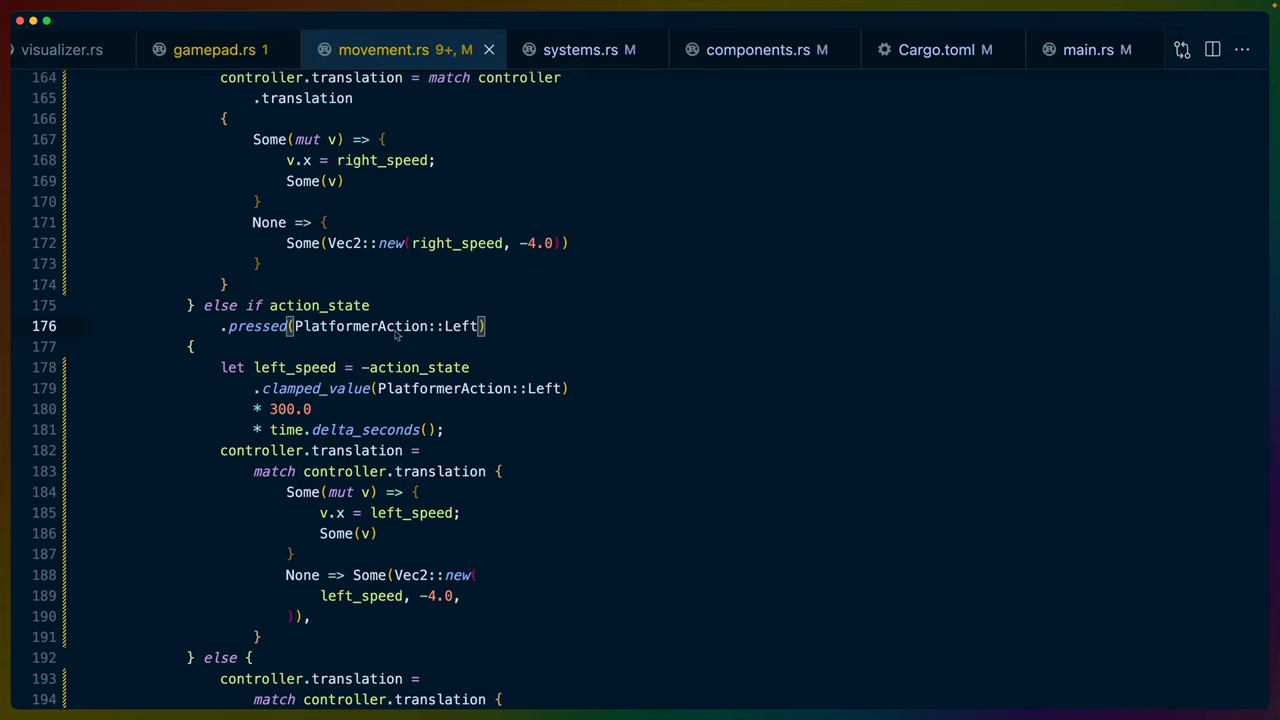 visualizer.rs gamepad.rs 1 movement.rs 9+, M systems.rs M components.rs M Cargo.toml M main.rs M
164 controller.translation = match controller
165 .translation
166 {
167 Some(mut v) => {
168 v.x = right_speed;
169 Some(v)
170 }
171 None => {
172 Some(Vec2::new(right_speed, -4.0))
173 }
174 }
175 } else if action_state
176 .pressed(PlatformerAction::Left)
177 {
178 let left_speed = -action_state
179 .clamped_value(PlatformerAction::Left)
180 * 300.0
181 * time.delta_seconds();
182 controller.translation =
183 match controller.translation {
184 Some(mut v) => {
185 v.x = left_speed;
186 Some(v)
187 }
188 None => Some(Vec2::new(
189 left_speed, -4.0,
190 )),
191 }
192 } else {
193 controller.translation =
194 match controller.translation {